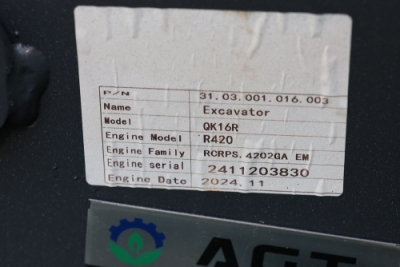 P/N 31.03.001.016.003
Name Excavator
Model QK16R
Engine Model R420
Engine Family RCRPS.4202GA EM
Engine serial 2411203830
Engine Date 2024.11
AGT